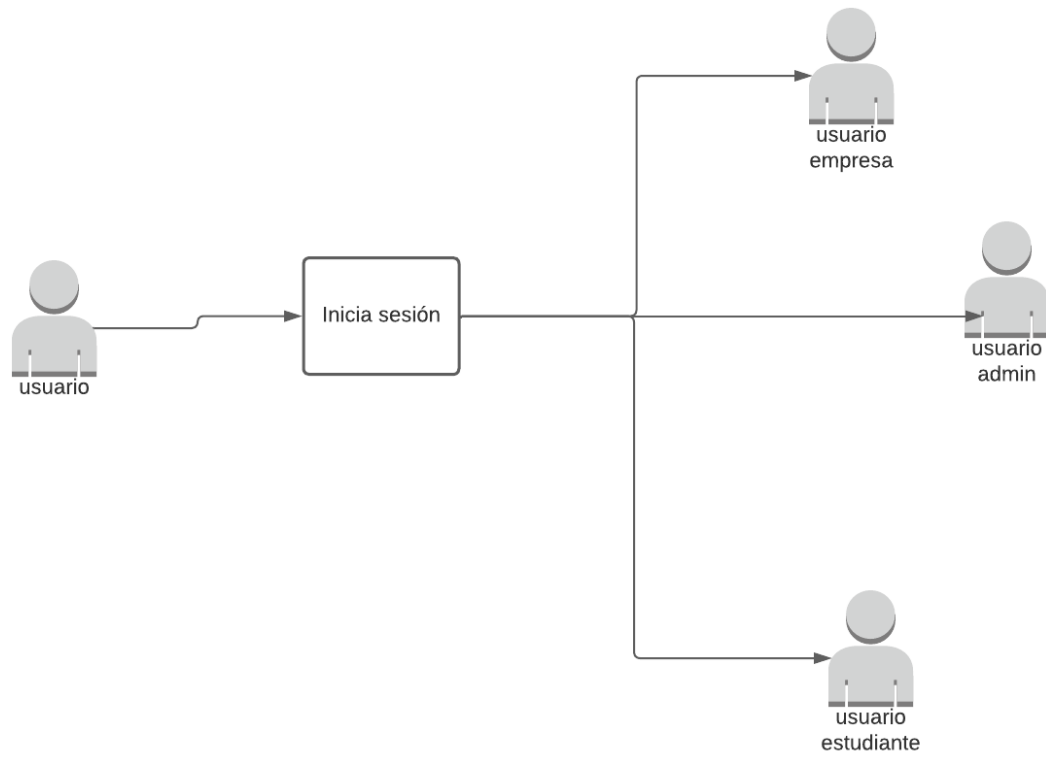 usuario
empresa
Inicia sesión
usuario
admin
usuario
usuario
estudiante